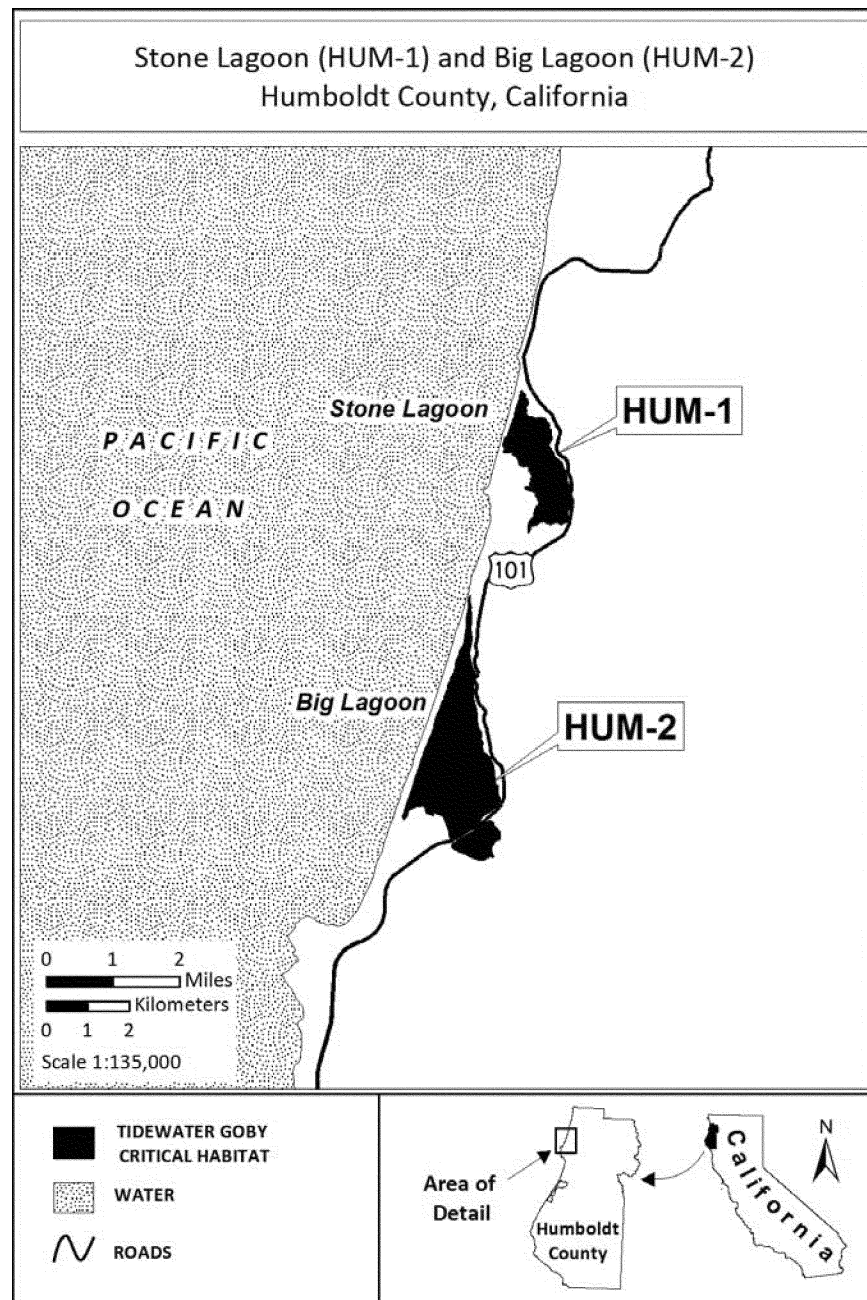 Stone Lagoon (HUM-1) and Big Lagoon (HUM-2)
Humboldt County, California
Stone Lagoon
HUM-1
PACIFIC
OCEAN
101
Big Lagoon
HUM-2
0 1 2
Miles
Kilometers
0 1 2
Scale 1:135,000
TIDEWATER GOBY
CRITICAL HABITAT
WATER
ROADS
Area of
Detail
Humboldt
County
California
N